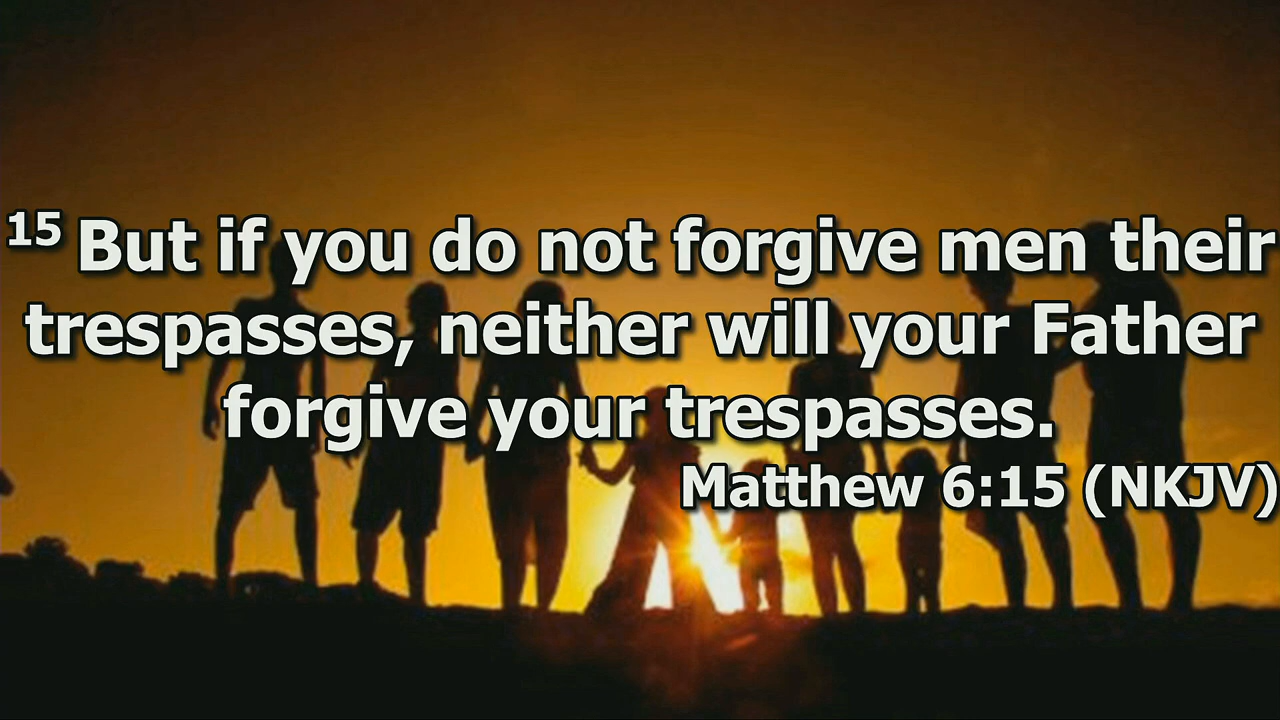 15 But if you do not forgive men their
trespasses, neither will your Father
forgive your trespasses.
Matthew 6:15 (NKJV)